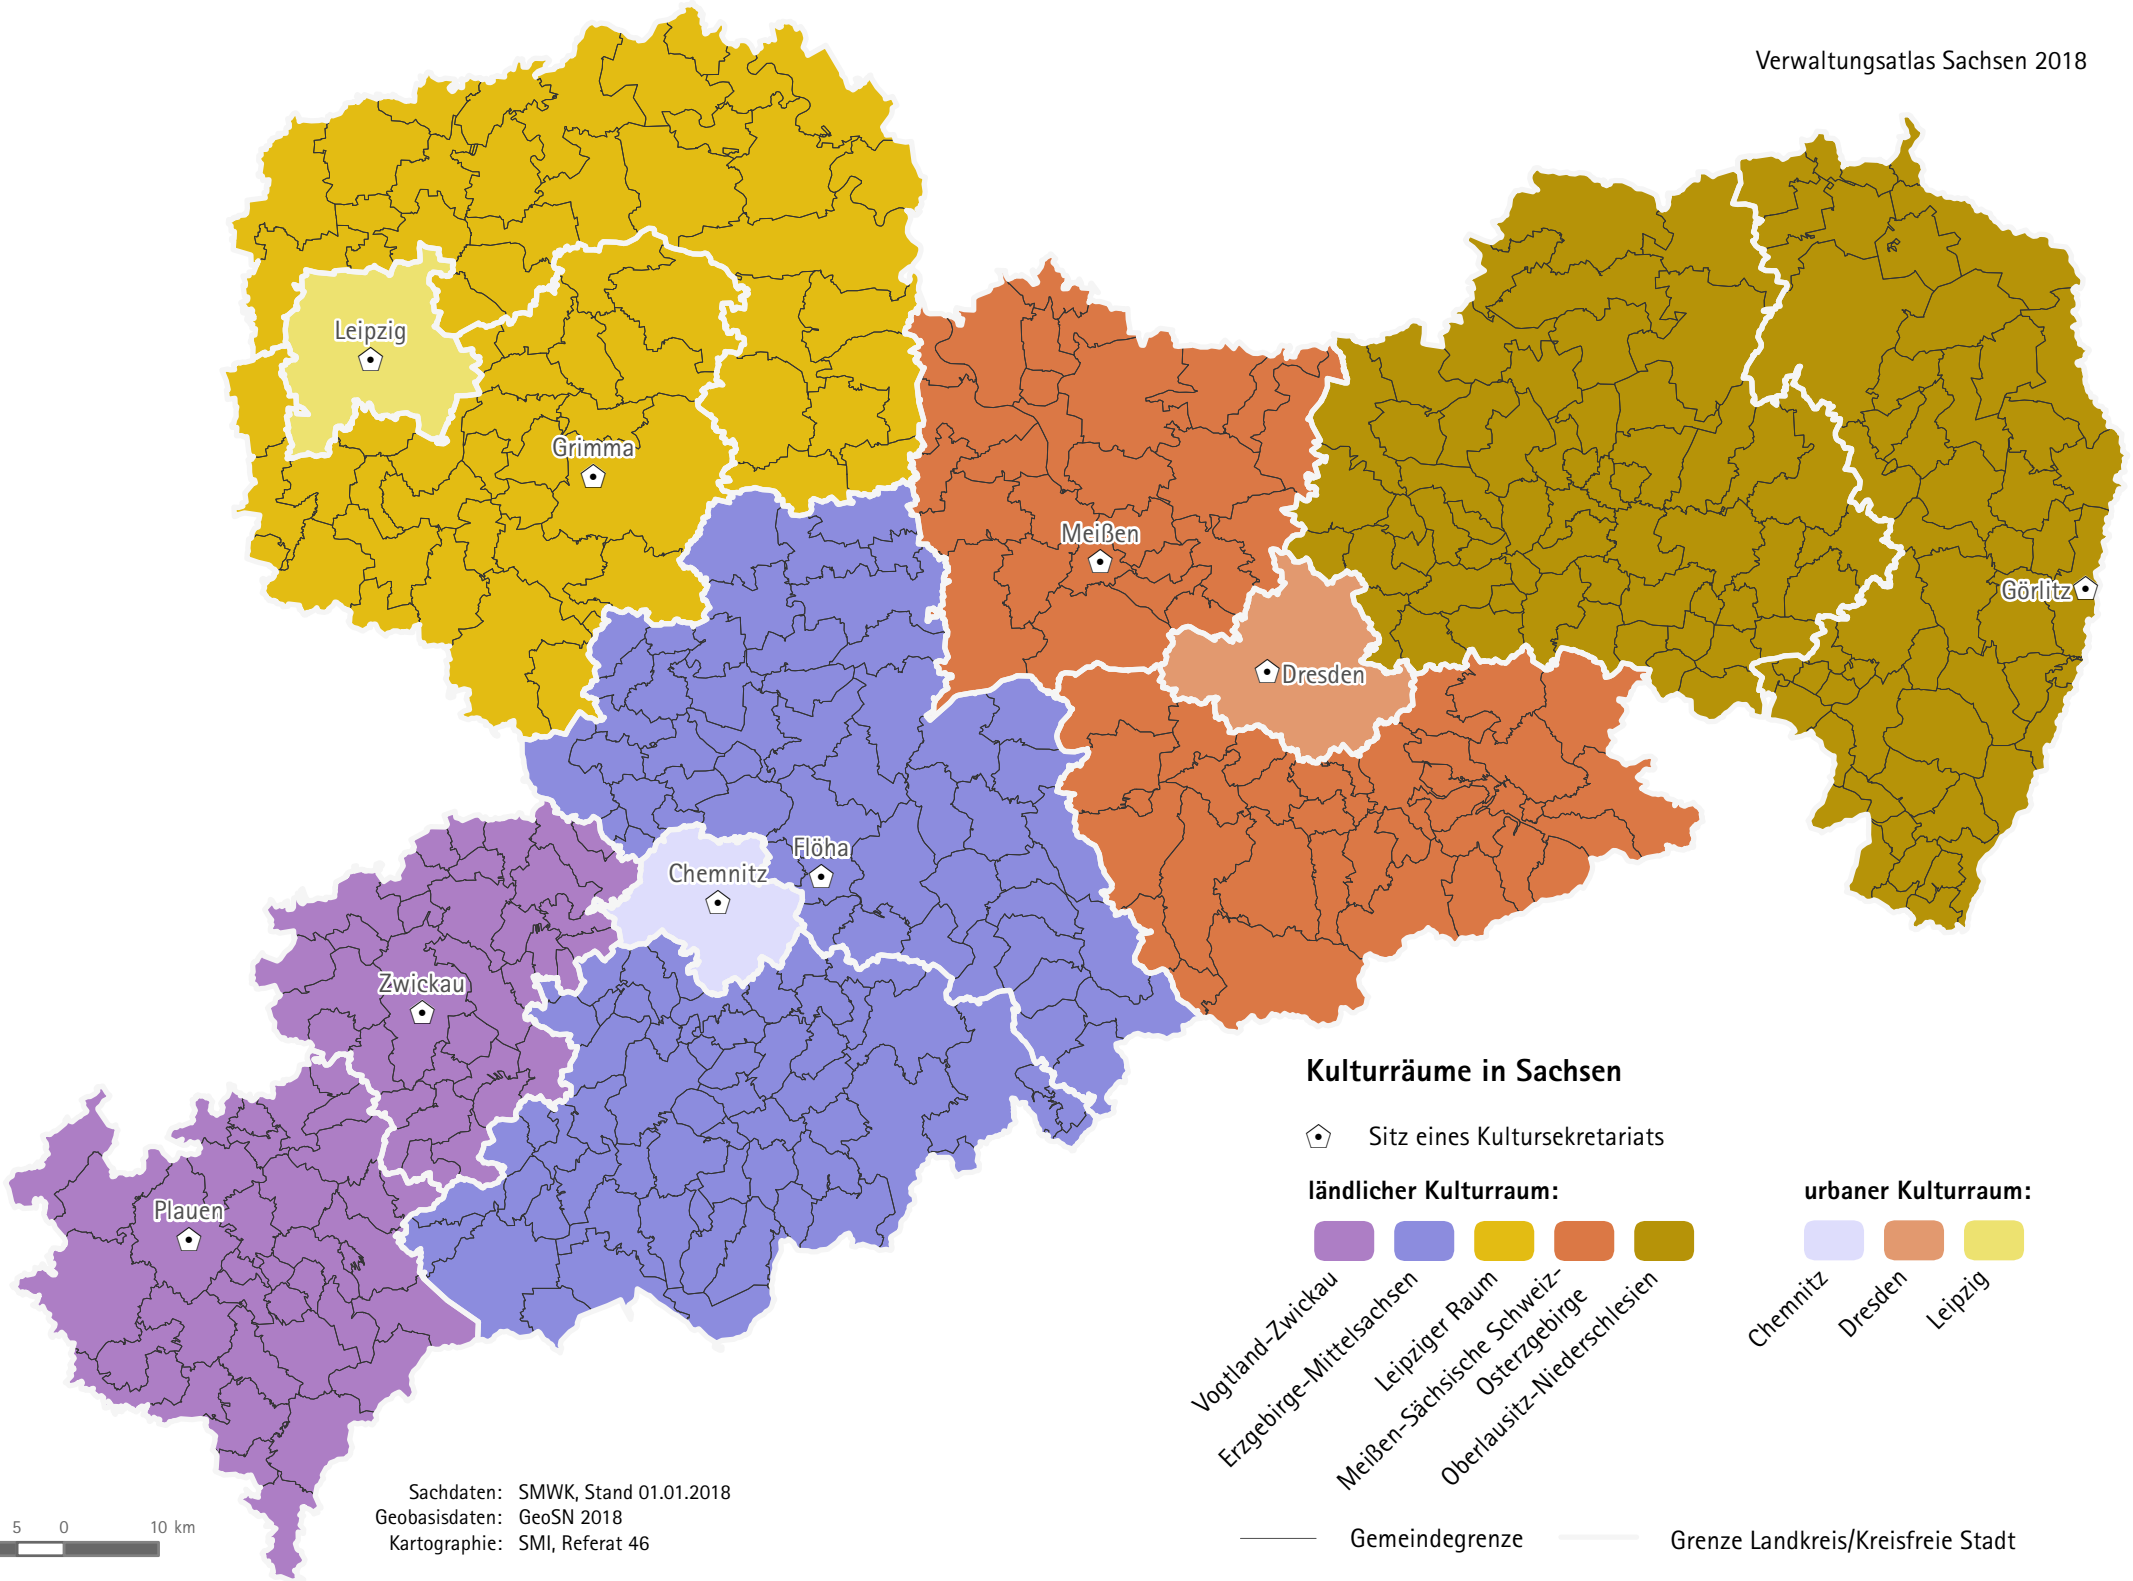 Verwaltungsatlas Sachsen 2018
Leipzig
Grimma
Meißen
Görlitz
Dresden
Flöha
Chemnitz
Zwickau
Plauen
Kulturräume in Sachsen
Sitz eines Kultursekretariats
ländlicher Kulturraum:
urbaner Kulturraum:
Vogtland-Zwickau
Erzgebirge-Mittelsachsen
Leipziger Raum
Meißen-Sächsische Schweiz-
Osterzgebirge
Oberlausitz-Niederschlesien
Chemnitz
Dresden
Leipzig
Gemeindegrenze
Grenze Landkreis/Kreisfreie Stadt
Sachdaten: SMWK, Stand 01.01.2018
Geobasisdaten: GeoSN 2018
Kartographie: SMI, Referat 46
5 0 10 km